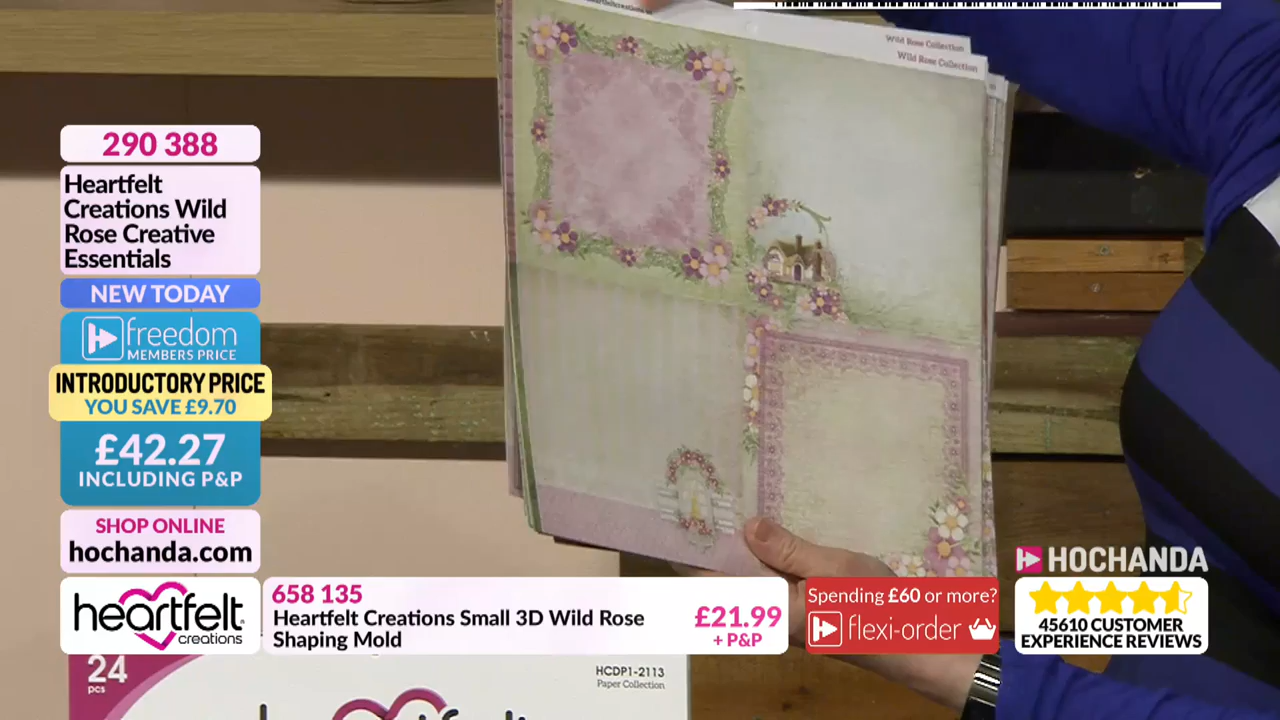 Wild Rose Collection
Wild Rose Collection
290 388
Heartfelt
Creations Wild
Rose Creative
Essentials
NEW TODAY
freedom
MEMBERS PRICE
INTRODUCTORY PRICE
YOU SAVE £9.70
£42.27
INCLUDING P&P
SHOP ONLINE
hochanda.com
heartfelt
creations
658 135
Heartfelt Creations Small 3D Wild Rose
Shaping Mold
£21.99
+ P&P
Spending £60 or more?
flexi-order
HOCHANDA
45610 CUSTOMER
EXPERIENCE REVIEWS
24
pcs
HCDP1-2113
Paper Collection